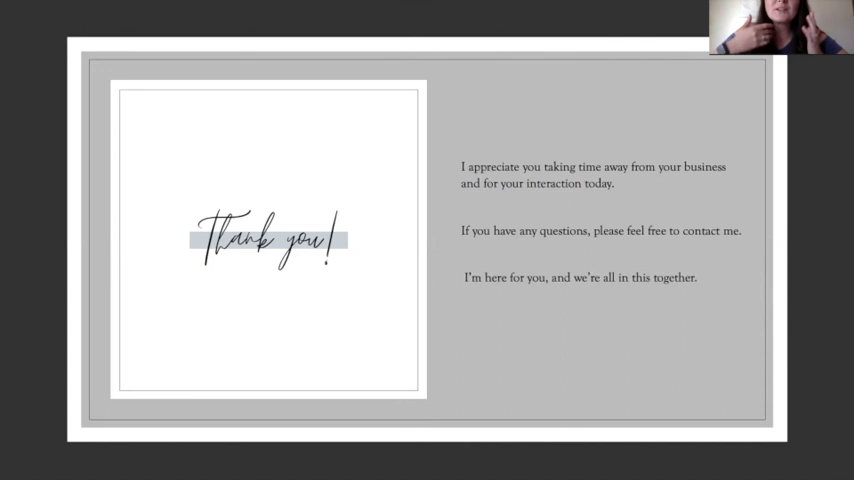 Thank you!
I appreciate you taking time away from your business
and for your interaction today.
If you have any questions, please feel free to contact me.
I'm here for you, and we're all in this together.